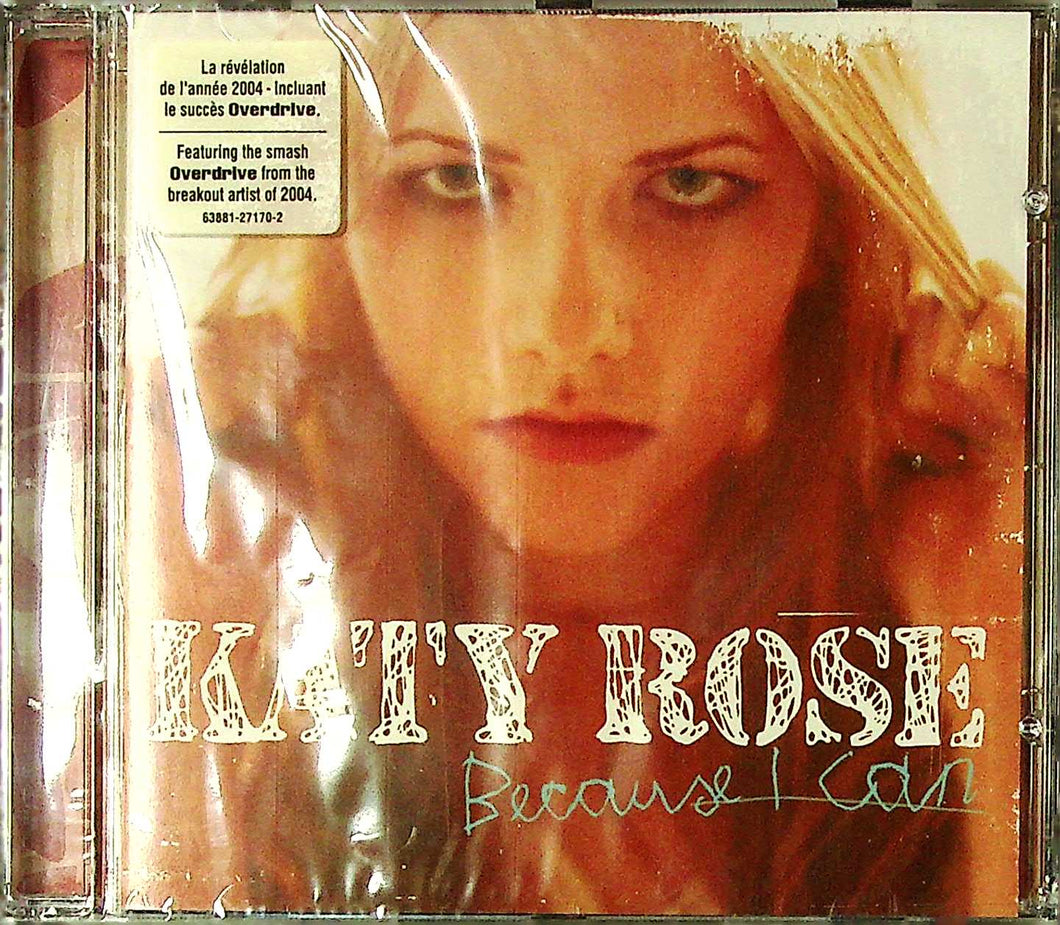 La révélation
de l'année 2004 - Incluant
le succès Overdrive.
Featuring the smash
Overdrive from the
breakout artist of 2004.
63881-27170-2
KATY ROSE
Because I Can